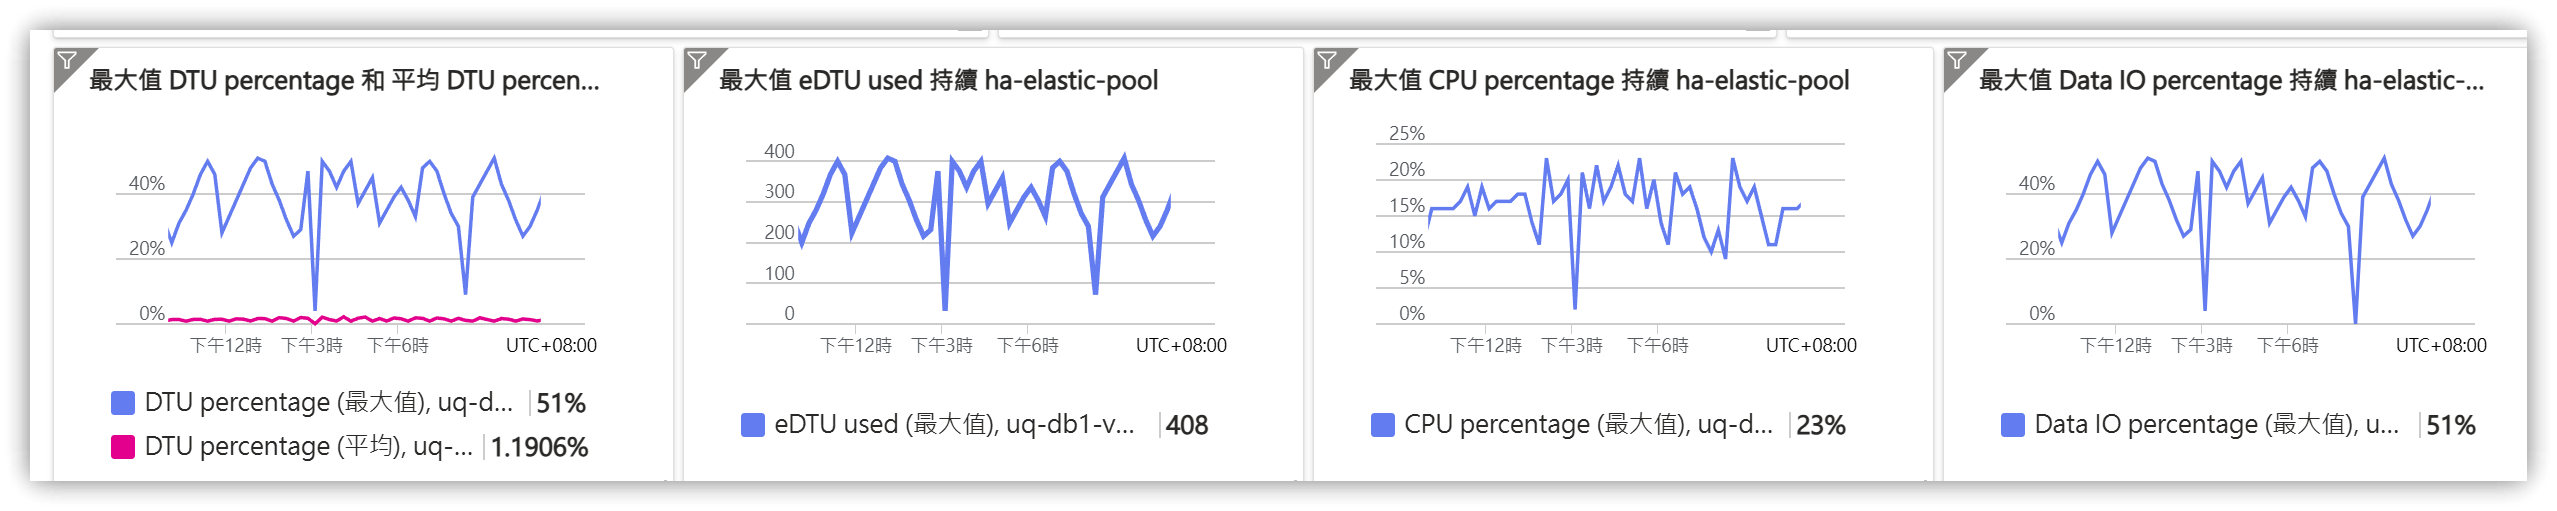 最大值 DTU percentage 和 平均 DTU percen...
40%
20%
0%
下午12時 下午3時 下午6時 UTC+08:00
DTU percentage (最大值), uq-d... 51%
DTU percentage (平均), uq-... 1.1906%
最大值 eDTU used 持續 ha-elastic-pool
400
300
200
100
0
下午12時 下午3時 下午6時 UTC+08:00
eDTU used (最大值), uq-db1-v... 408
最大值 CPU percentage 持續 ha-elastic-pool
25%
20%
15%
10%
5%
0%
下午12時 下午3時 下午6時 UTC+08:00
CPU percentage (最大值), uq-d... 23%
最大值 Data IO percentage 持續 ha-elastic-...
40%
20%
0%
下午12時 下午3時 下午6時 UTC+08:00
Data IO percentage (最大值), u... 51%